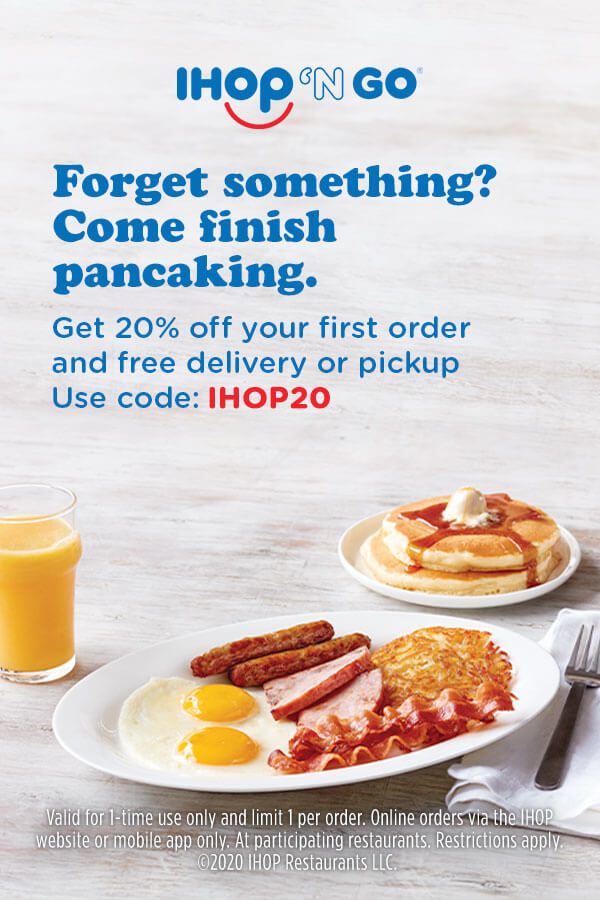 IHOP 'N GO®
Forget something?
Come finish
pancaking.
Get 20% off your first order
and free delivery or pickup
Use code: IHOP20
Valid for 1-time use only and limit 1 per order. Online orders via the IHOP
website or mobile app only. At participating restaurants. Restrictions apply.
©2020 IHOP Restaurants LLC.